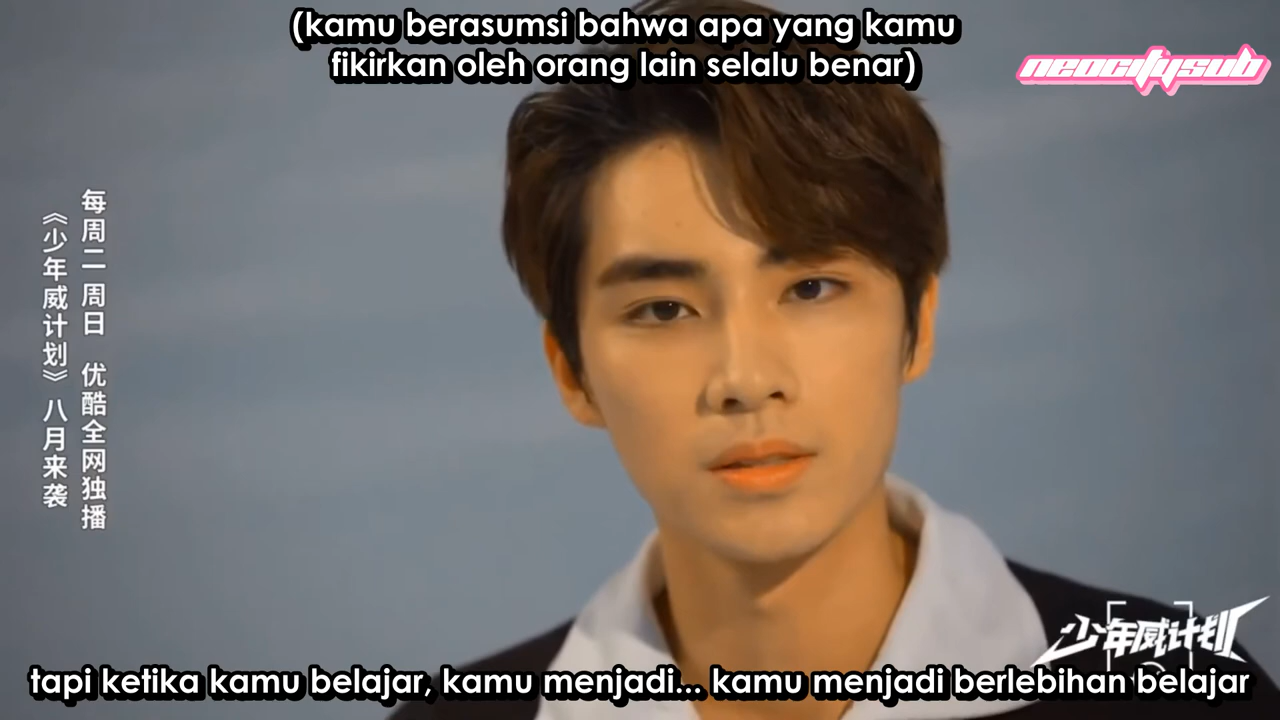 (kamu berasumsi bahwa apa yang kamu
fikirkan oleh orang lain selalu benar)
neocitysub
每周二周日 优酷全网独播
《少年威计划》八月来袭
少年威计划
tapi ketika kamu belajar, kamu menjadi... kamu menjadi berlebihan belajar